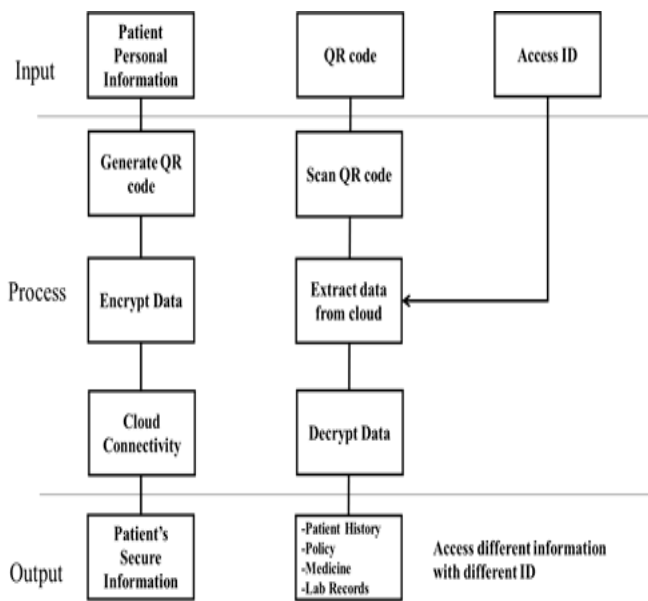 Input
Patient
Personal
Information
QR code
Access ID
Process
Generate QR
code
Scan QR code
Encrypt Data
Extract data
from cloud
Cloud
Connectivity
Decrypt Data
Output
Patient's
Secure
Information
-Patient History
-Policy
-Medicine
-Lab Records
Access different information
with different ID